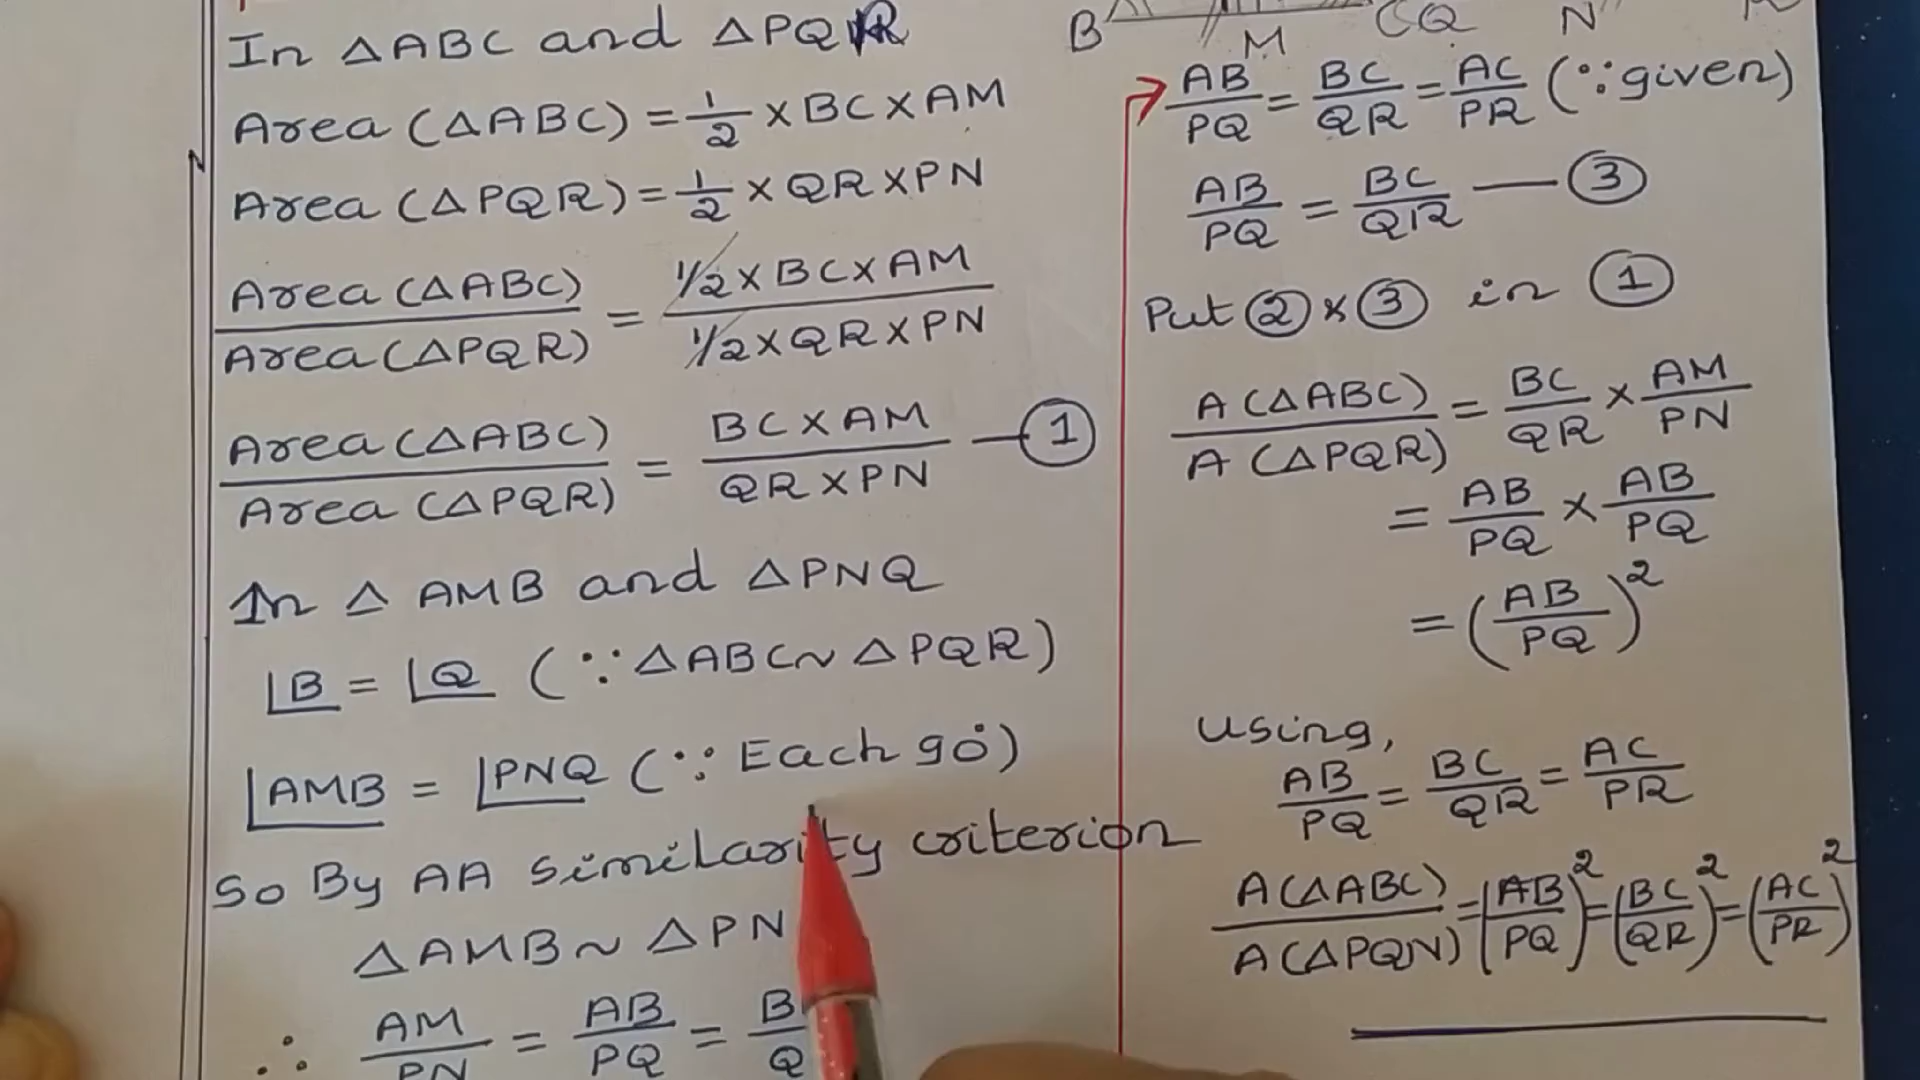 In △ABC and △PQR
Area (△ABC) = 1/2 × BC × AM
Area (△PQR) = 1/2 × QR × PN
Area (△ABC) / Area (△PQR) = 1/2 × BC × AM / 1/2 × QR × PN
Area (△ABC) / Area (△PQR) = BC × AM / QR × PN — ①
In △ AMB and △PNQ
∠B = ∠Q (∵ △ABC ~ △PQR)
∠AMB = ∠PNQ (∵ Each 90°)
So By AA similarity criterion
△AMB ~ △PN
∴ AM/PN = AB/PQ = B/Q
B M C Q N
AB/PQ = BC/QR = AC/PR (∵ given)
AB/PQ = BC/QR — ③
Put ② × ③ in ①
A (△ABC) / A (△PQR) = BC/QR × AM/PN
= AB/PQ × AB/PQ
= (AB/PQ)²
Using,
AB/PQ = BC/QR = AC/PR
A(△ABC) / A(△PQN) = (AB/PQ)² = (BC/QR)² = (AC/PR)²